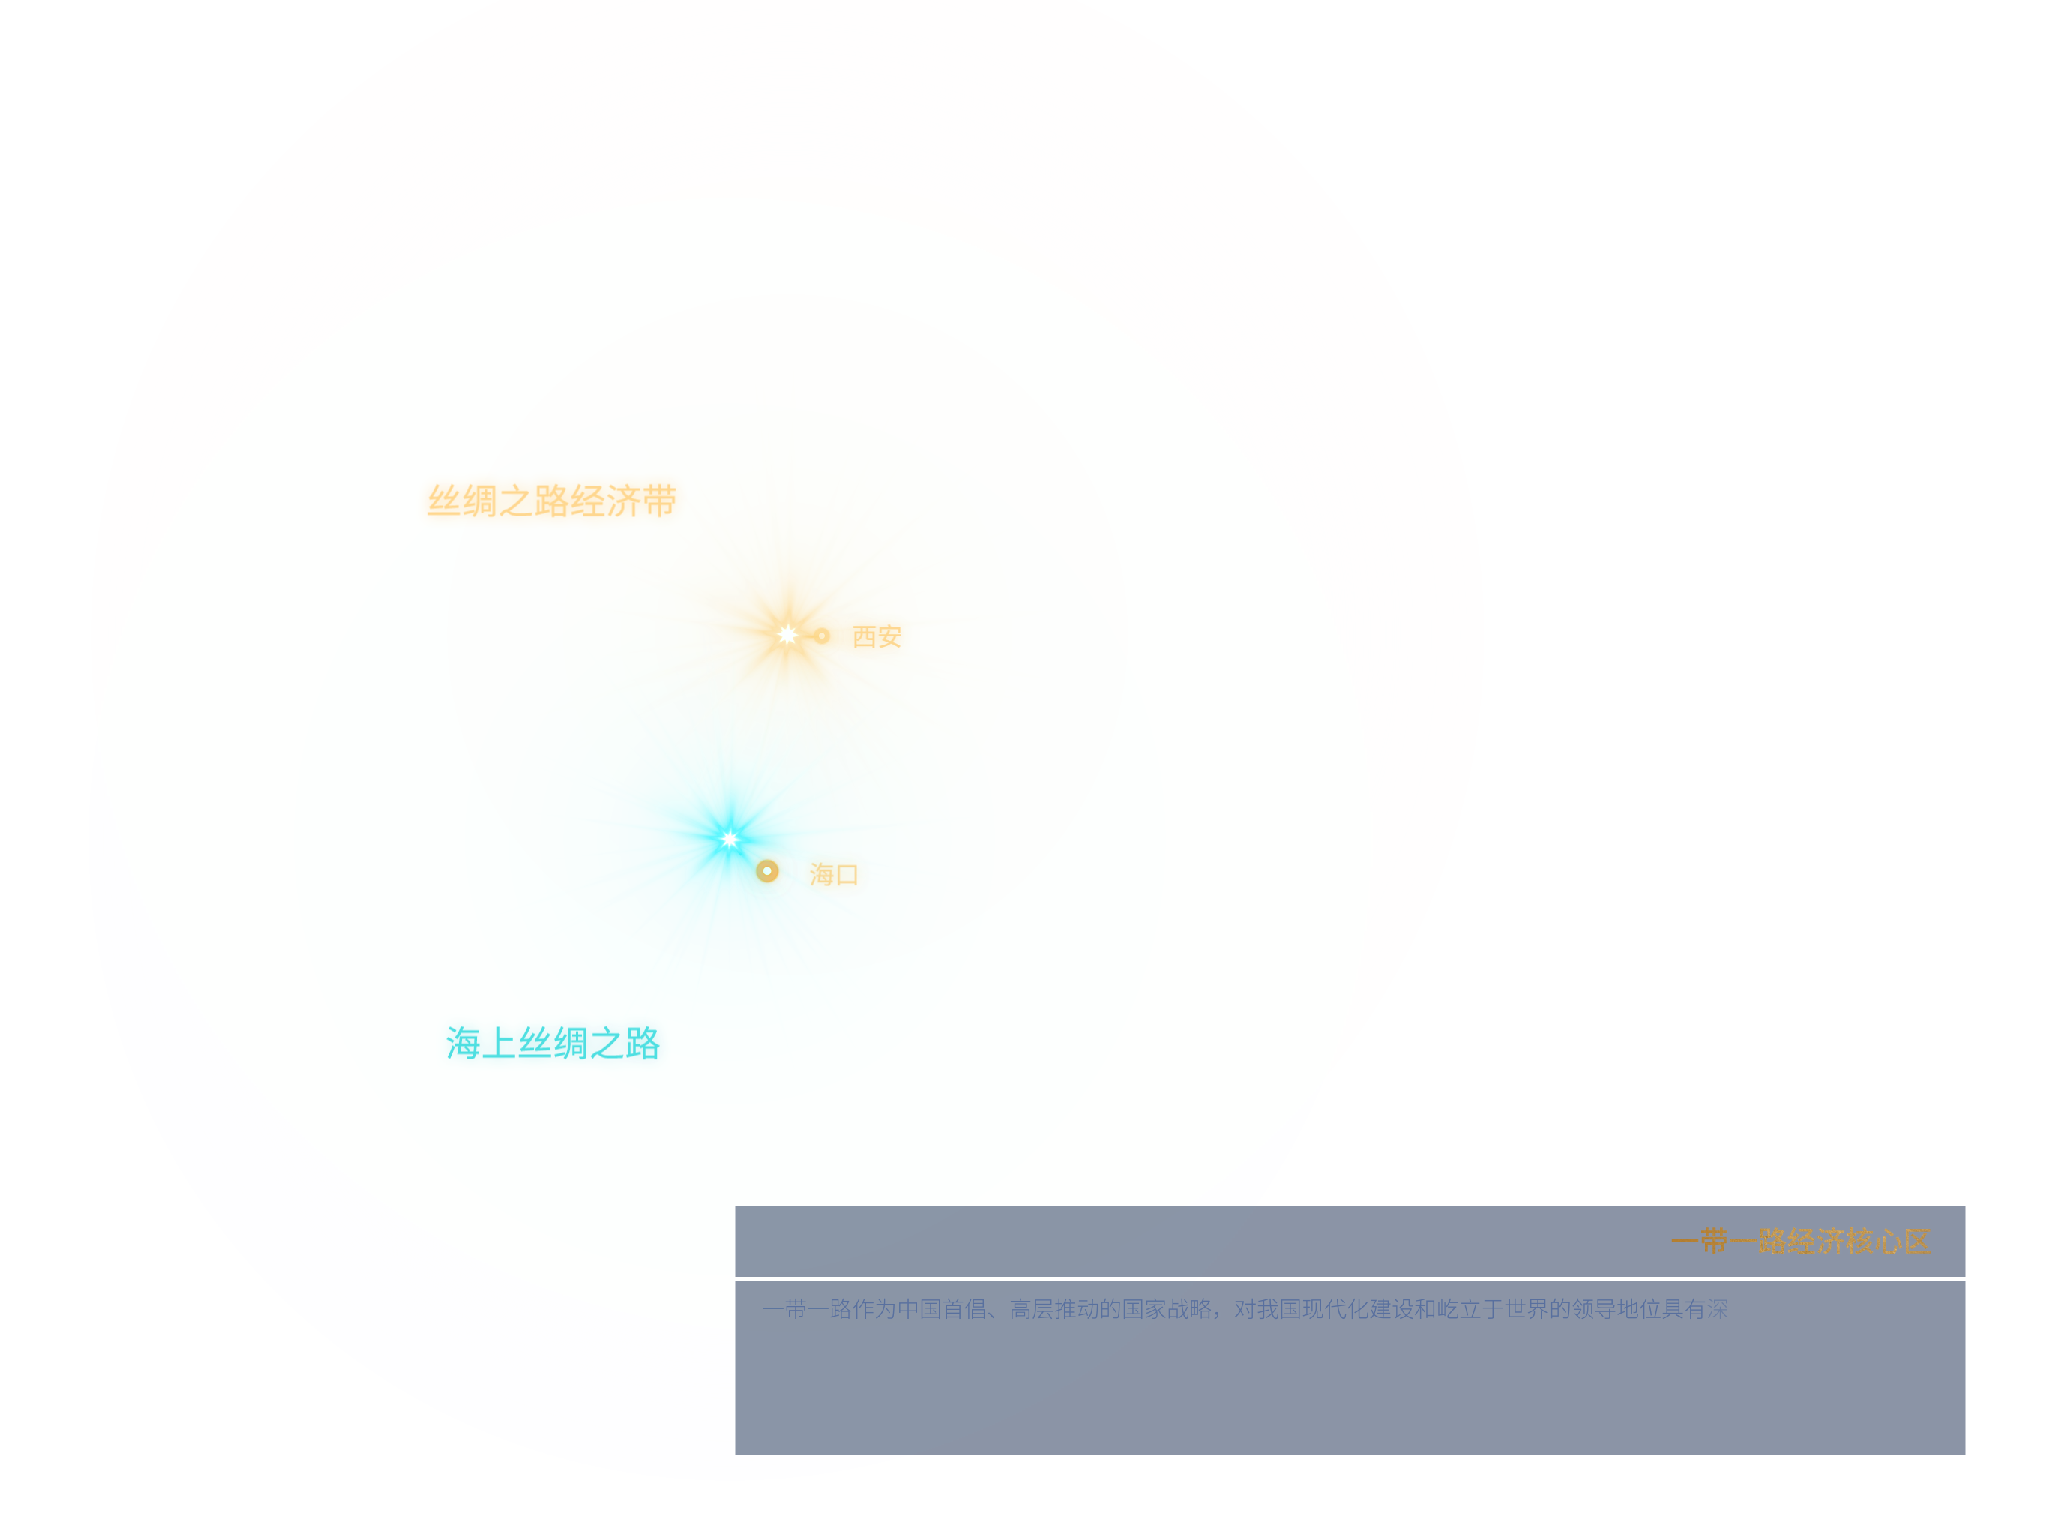 丝绸之路经济带
西安
海口
海上丝绸之路
一带一路经济核心区
一带一路作为中国首倡、高层推动的国家战略，对我国现代化建设和屹立于世界的领导地位具有深